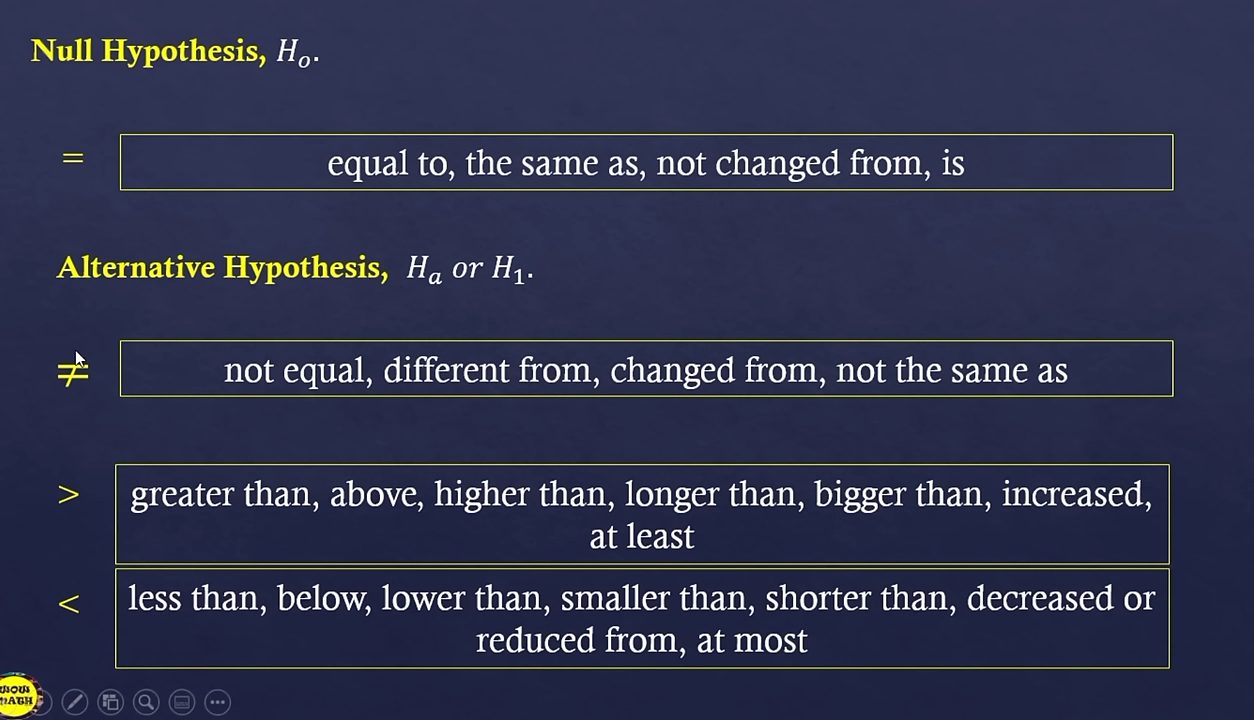 Null Hypothesis, Hₒ.
= equal to, the same as, not changed from, is
Alternative Hypothesis, Hₐ or H₁.
≠ not equal, different from, changed from, not the same as
> greater than, above, higher than, longer than, bigger than, increased,
at least
< less than, below, lower than, smaller than, shorter than, decreased or
reduced from, at most
WOW
MATH